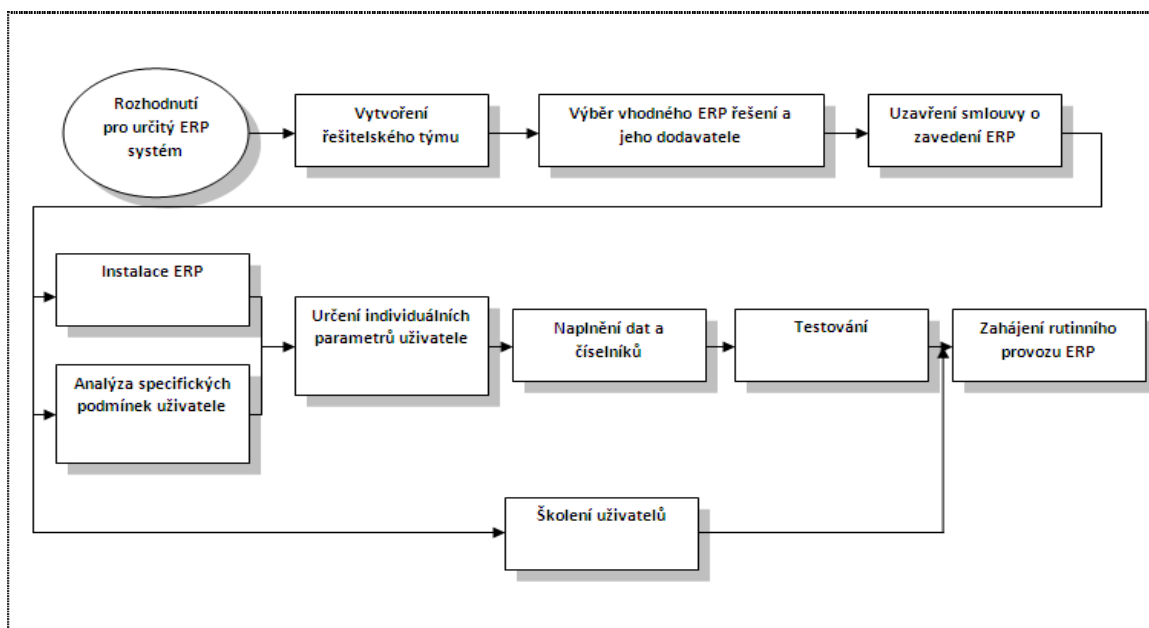 Rozhodnutí
pro určitý ERP
systém
Vytvoření
řešitelského týmu
Výběr vhodného ERP řešení a
jeho dodavatele
Uzavření smlouvy o
zavedení ERP
Instalace ERP
Analýza specifických
podmínek uživatele
Určení individuálních
parametrů uživatele
Naplnění dat a
číselníků
Testování
Zahájení rutinního
provozu ERP
Školení uživatelů